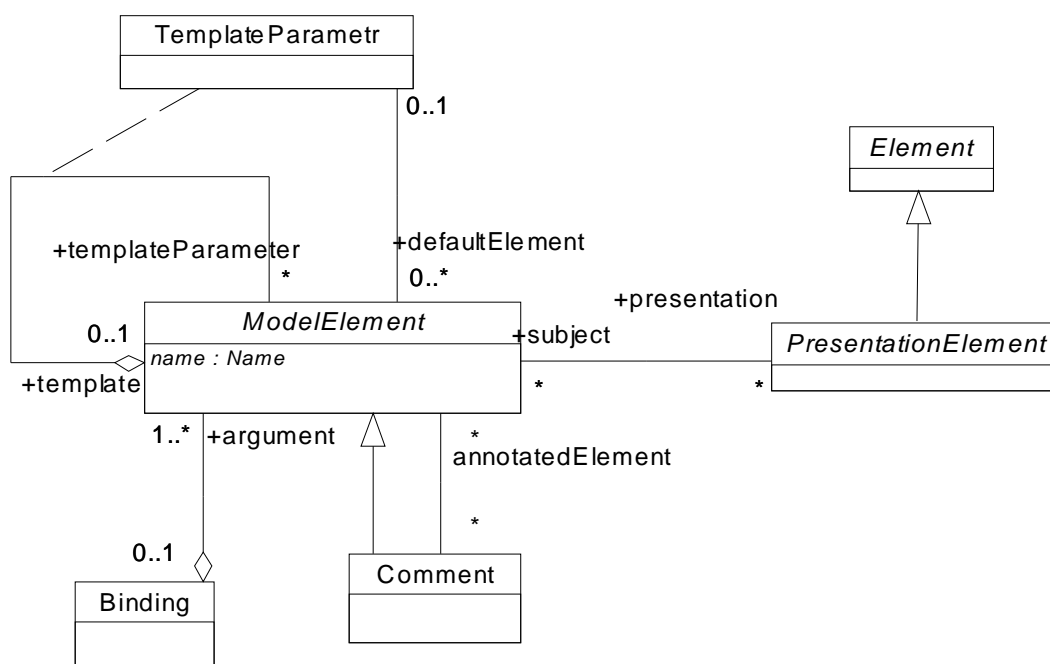 TemplateParametr
0..1
Element
+templateParameter
*
+defaultElement
0..*
+presentation
0..1
ModelElement
+subject
name : Name
PresentationElement
+template
*
*
1..*
+argument
*
annotatedElement
*
0..1
Comment
Binding